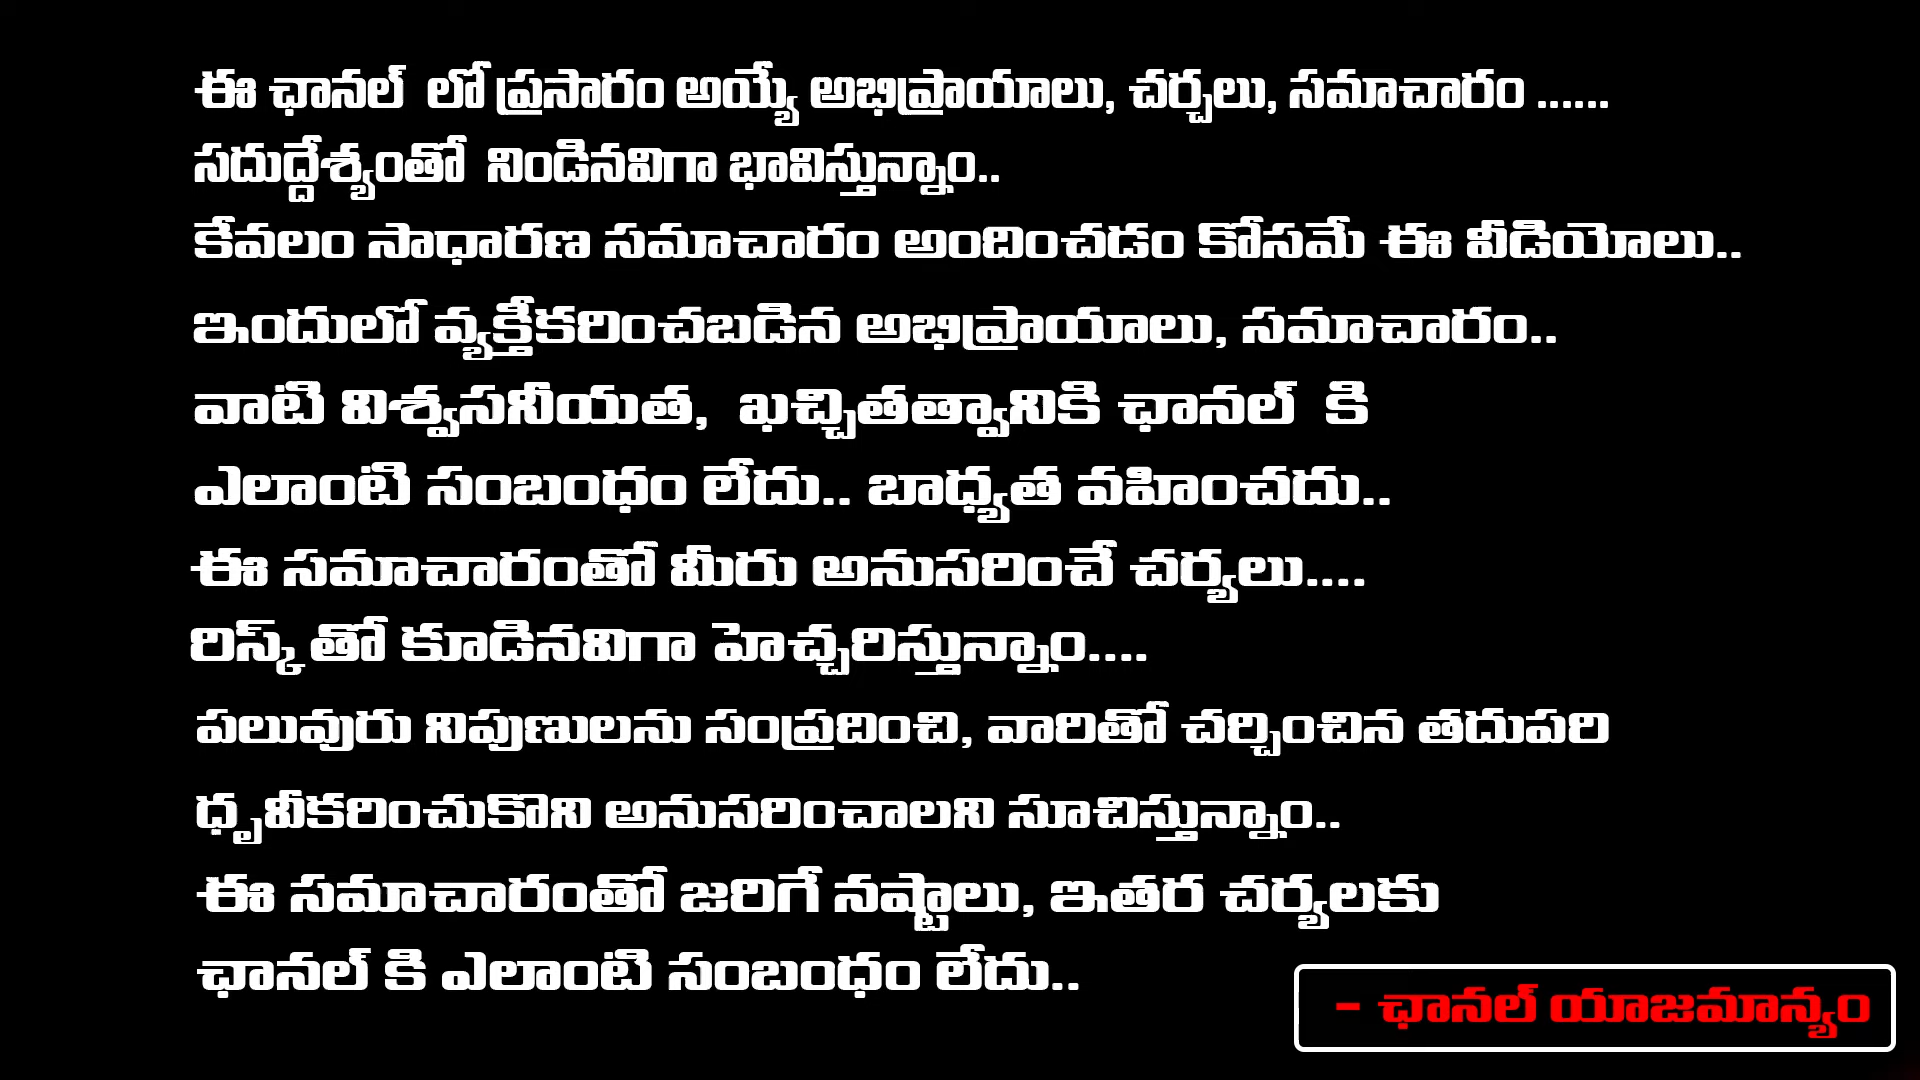 ఈ ఛానల్ లో ప్రసారం అయ్యే అభిప్రాయాలు, చర్చలు, సమాచారం ......
సదుద్దేశ్యంతో నిండినవిగా భావిస్తున్నాం..
కేవలం సాధారణ సమాచారం అందించడం కోసమే ఈ వీడియోలు..
ఇందులో వ్యక్తీకరించబడిన అభిప్రాయాలు, సమాచారం..
వాటి విశ్వసనీయత, ఖచ్చితత్వానికి ఛానల్ కి
ఎలాంటి సంబంధం లేదు.. బాధ్యత వహించదు..
ఈ సమాచారంతో మీరు అనుసరించే చర్యలు....
రిస్క్ తో కూడినవిగా హెచ్చరిస్తున్నాం....
పలువురు నిపుణులను సంప్రదించి, వారితో చర్చించిన తదుపరి
ధృవీకరించుకొని అనుసరించాలని సూచిస్తున్నాం..
ఈ సమాచారంతో జరిగే నష్టాలు, ఇతర చర్యలకు
ఛానల్ కి ఎలాంటి సంబంధం లేదు..
- ఛానల్ యాజమాన్యం